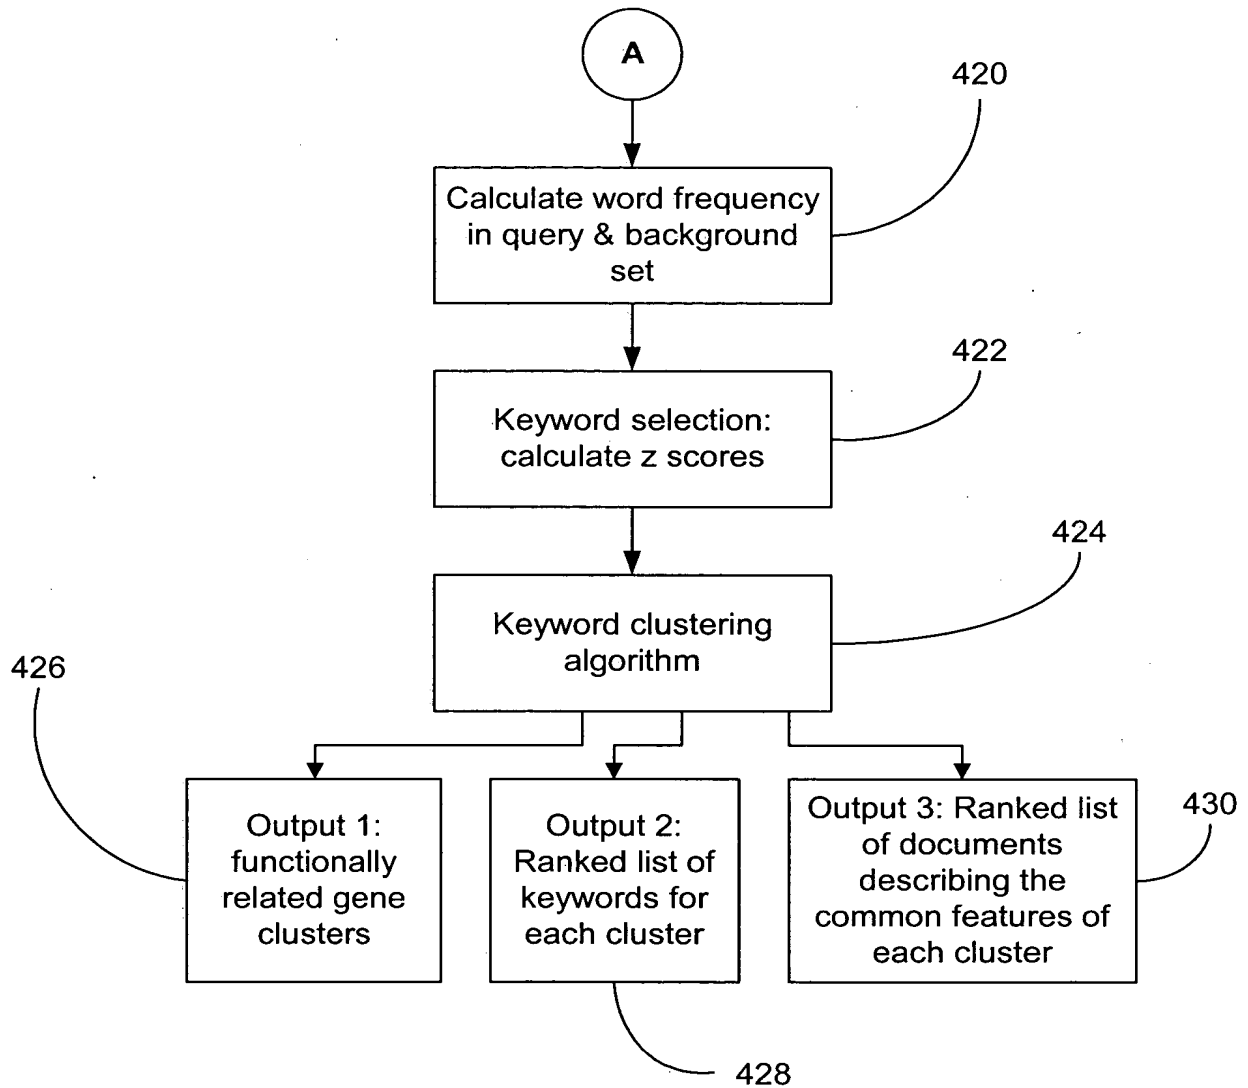 A
420
Calculate word frequency
in query & background
set
422
Keyword selection:
calculate z scores
424
Keyword clustering
algorithm
426
Output 1:
functionally
related gene
clusters
Output 2:
Ranked list of
keywords for
each cluster
Output 3: Ranked list
of documents
describing the
common features of
each cluster
430
428